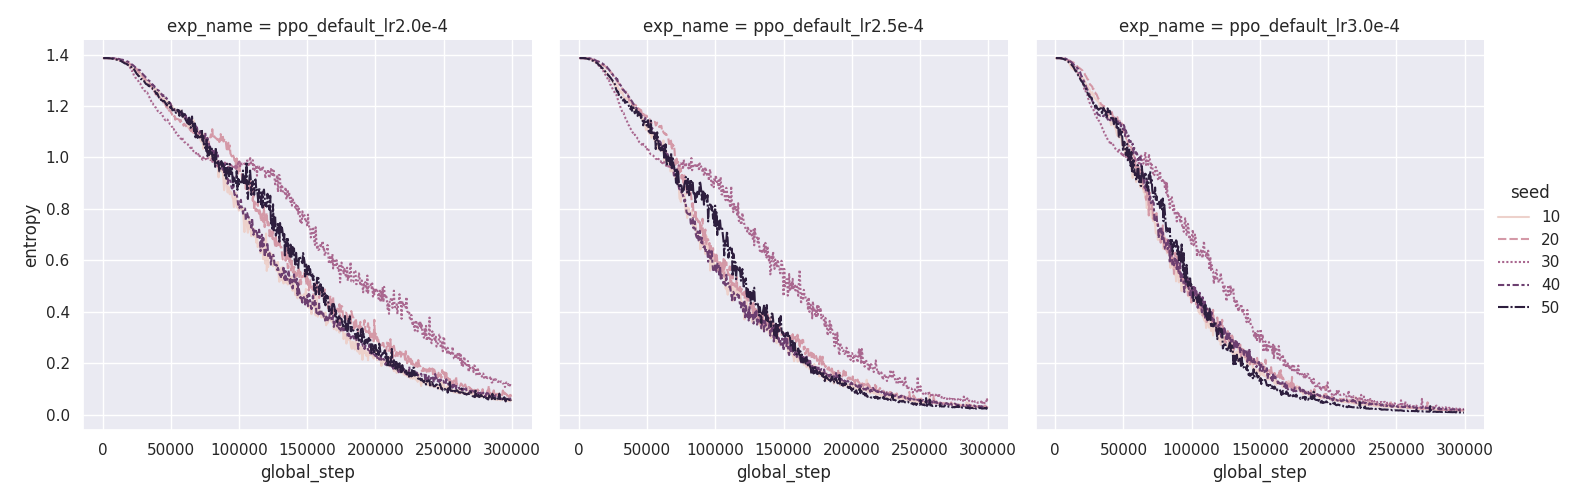 exp_name = ppo_default_lr2.0e-4
exp_name = ppo_default_lr2.5e-4
exp_name = ppo_default_lr3.0e-4
entropy
1.4
1.2
1.0
0.8
0.6
0.4
0.2
0.0
0 50000 100000 150000 200000 250000 300000
global_step
0 50000 100000 150000 200000 250000 300000
global_step
0 50000 100000 150000 200000 250000 300000
global_step
seed
10
20
30
40
50